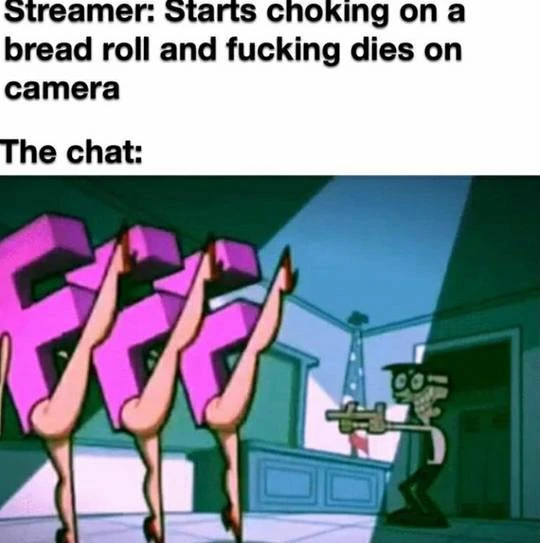 Streamer: Starts choking on a
bread roll and fucking dies on
camera
The chat:
F F F